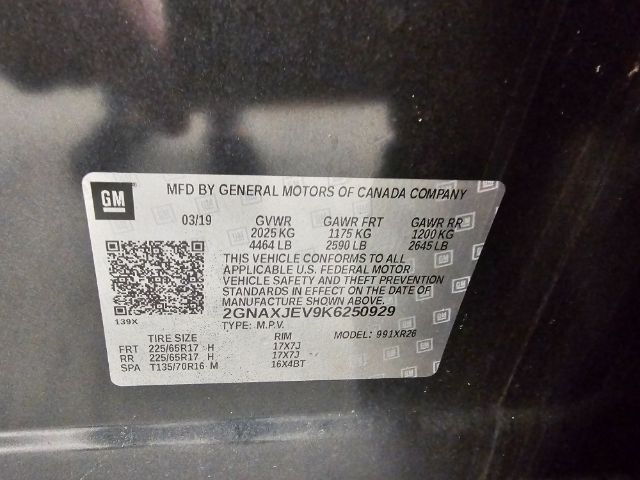 GM
MFD BY GENERAL MOTORS OF CANADA COMPANY
03/19 GVWR GAWR FRT GAWR RR
2025 KG 1175 KG 1200 KG
4464 LB 2590 LB 2645 LB
THIS VEHICLE CONFORMS TO ALL
APPLICABLE U.S. FEDERAL MOTOR
VEHICLE SAFETY AND THEFT PREVENTION
STANDARDS IN EFFECT ON THE DATE OF
MANUFACTURE SHOWN ABOVE.
139X
2GNAXJEV9K6250929
TYPE: M.P.V.
TIRE SIZE RIM MODEL: 991XR26
FRT 225/65R17 H 17X7J
RR 225/65R17 H 17X7J
SPA T135/70R16 M 16X4BT